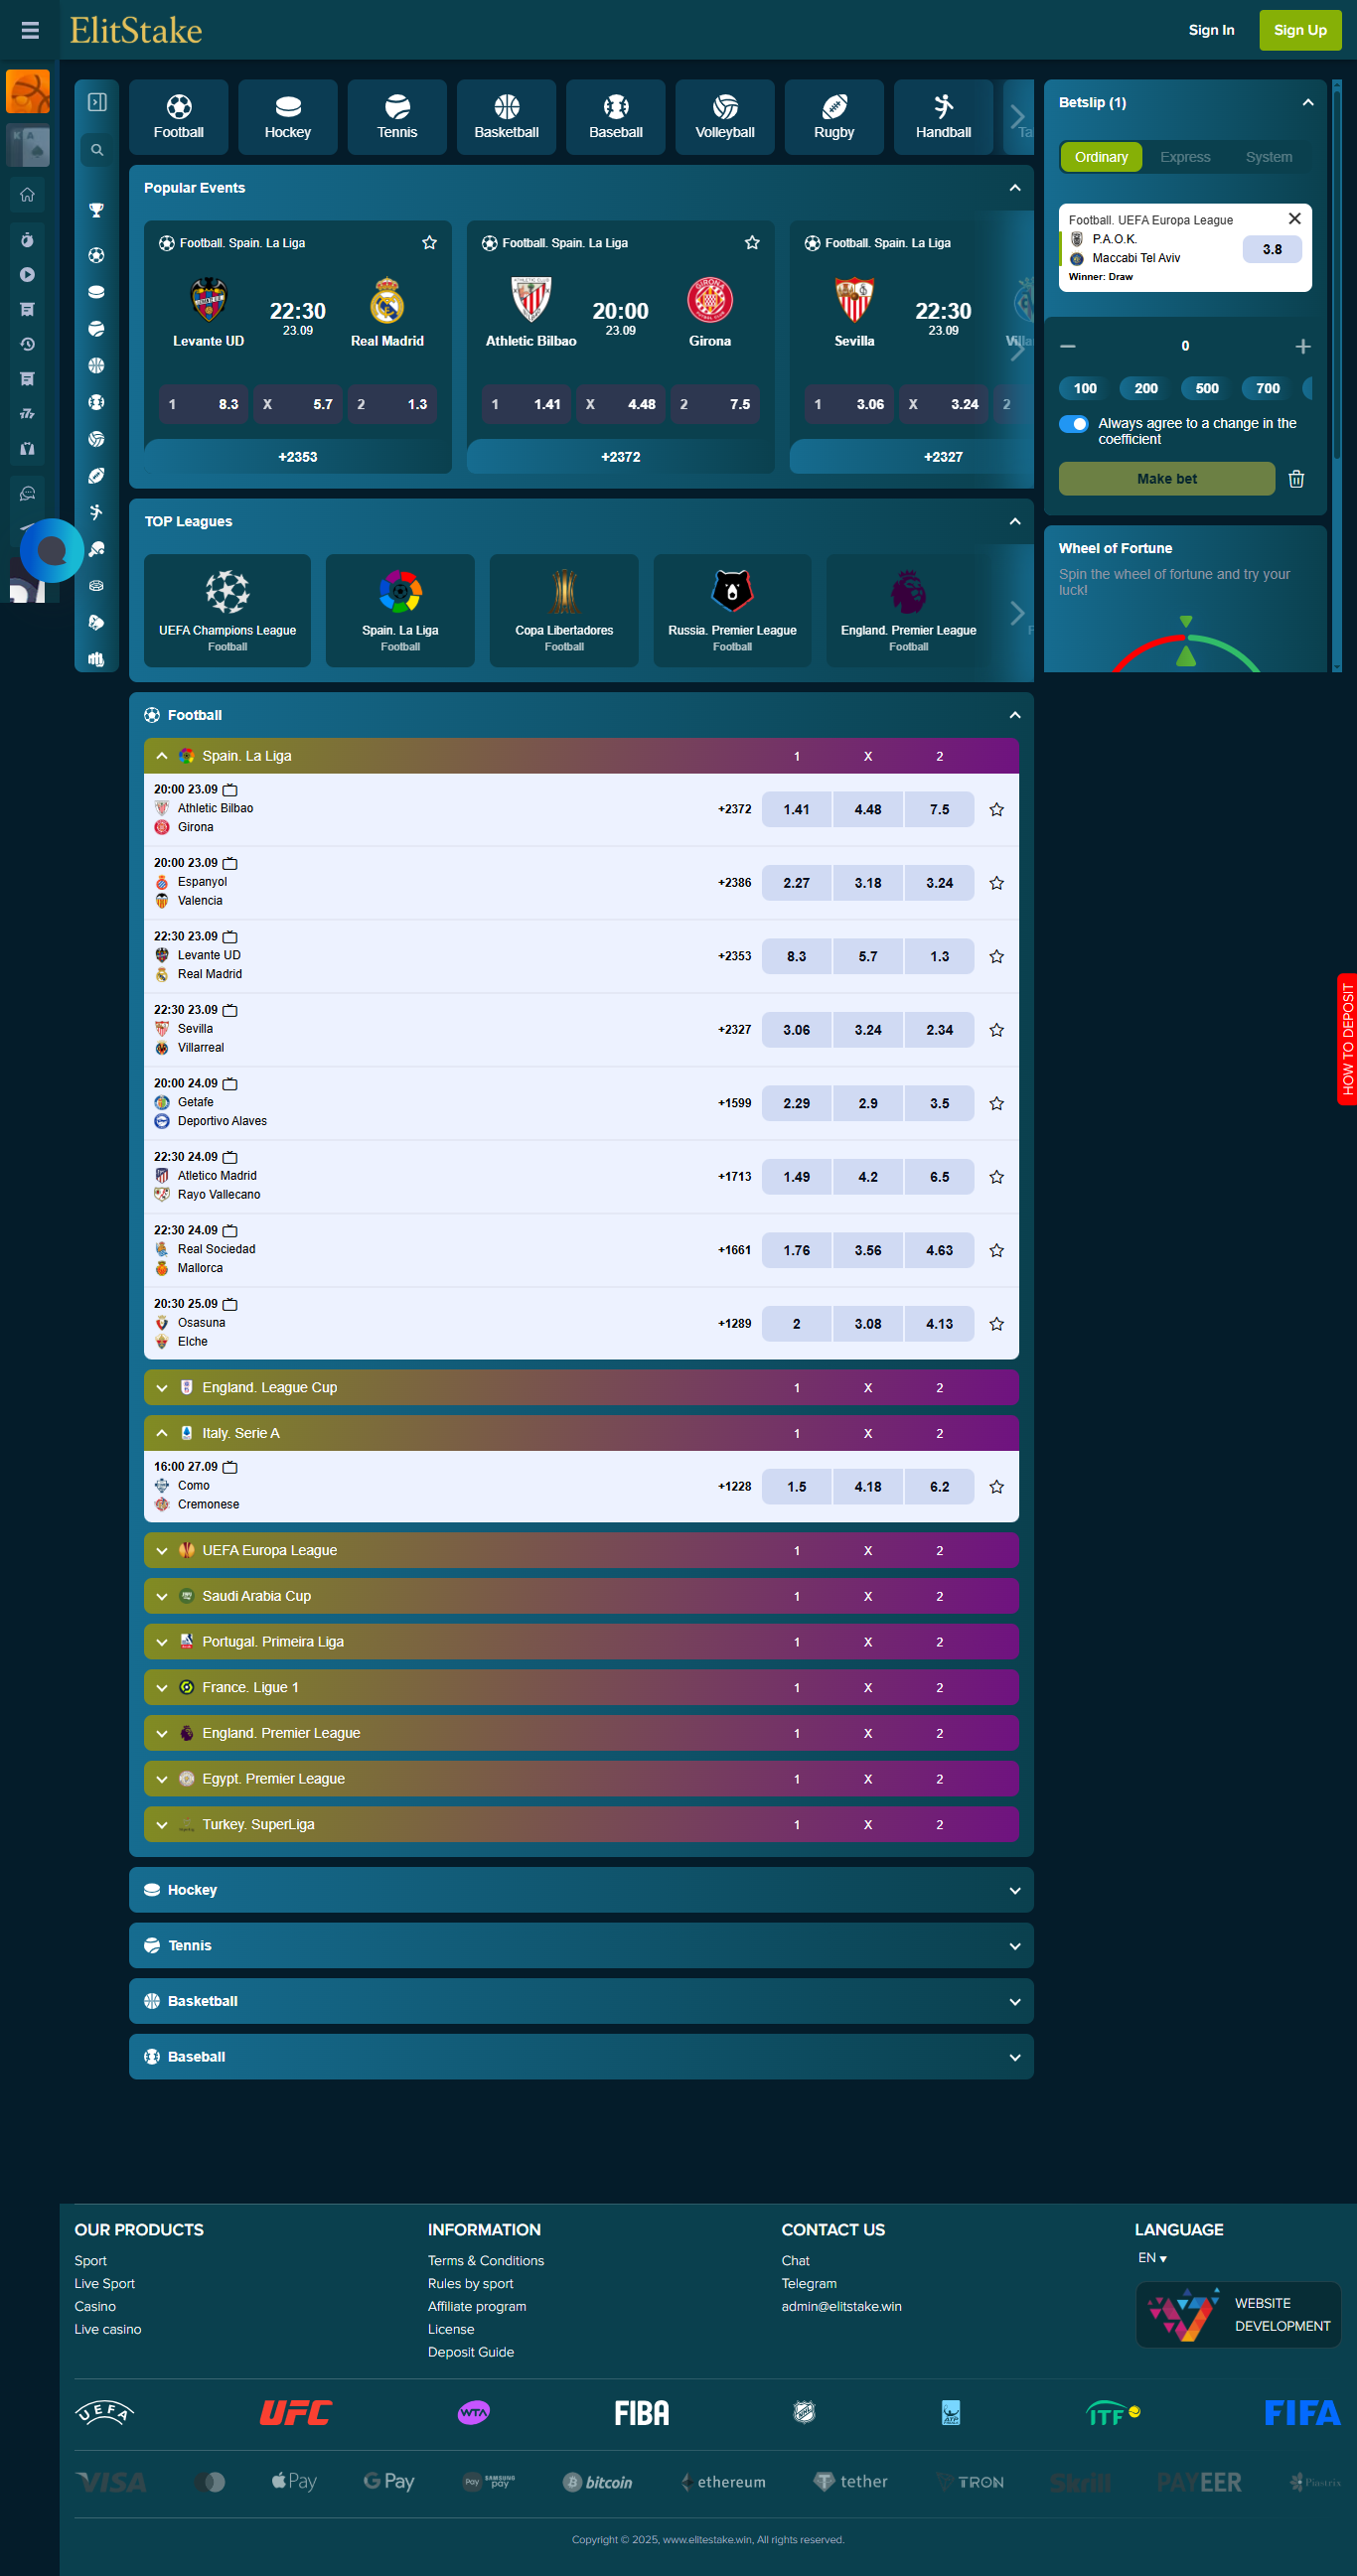 ElitStake
Sign In
Sign Up
Football
Hockey
Tennis
Basketball
Baseball
Volleyball
Rugby
Handball
Popular Events
Football. Spain. La Liga
Levante UD
22:30
23.09
Real Madrid
1 8.3 X 5.7 2 1.3
+2353
Football. Spain. La Liga
Athletic Bilbao
20:00
23.09
Girona
1 1.41 X 4.48 2 7.5
+2372
Football. Spain. La Liga
Sevilla
22:30
23.09
1 3.06 X 3.24 2
+2327
TOP Leagues
UEFA Champions League
Football
Spain. La Liga
Football
Copa Libertadores
Football
Russia. Premier League
Football
England. Premier League
Football
Betslip (1)
Ordinary Express System
Football. UEFA Europa League
P.A.O.K.
Maccabi Tel Aviv
3.8
Winner: Draw
0
100 200 500 700
Always agree to a change in the
coefficient
Make bet
Wheel of Fortune
Spin the wheel of fortune and try your
luck!
Football
Spain. La Liga 1 X 2
20:00 23.09
Athletic Bilbao
Girona
+2372 1.41 4.48 7.5
20:00 23.09
Espanyol
Valencia
+2386 2.27 3.18 3.24
22:30 23.09
Levante UD
Real Madrid
+2353 8.3 5.7 1.3
22:30 23.09
Sevilla
Villarreal
+2327 3.06 3.24 2.34
20:00 24.09
Getafe
Deportivo Alaves
+1599 2.29 2.9 3.5
22:30 24.09
Atletico Madrid
Rayo Vallecano
+1713 1.49 4.2 6.5
22:30 24.09
Real Sociedad
Mallorca
+1661 1.76 3.56 4.63
20:30 25.09
Osasuna
Elche
+1289 2 3.08 4.13
England. League Cup 1 X 2
Italy. Serie A 1 X 2
16:00 27.09
Como
Cremonese
+1228 1.5 4.18 6.2
UEFA Europa League 1 X 2
Saudi Arabia Cup 1 X 2
Portugal. Primeira Liga 1 X 2
France. Ligue 1 1 X 2
England. Premier League 1 X 2
Egypt. Premier League 1 X 2
Turkey. SuperLiga 1 X 2
Hockey
Tennis
Basketball
Baseball
HOW TO DEPOSIT
OUR PRODUCTS
Sport
Live Sport
Casino
Live casino
INFORMATION
Terms & Conditions
Rules by sport
Affiliate program
License
Deposit Guide
CONTACT US
Chat
Telegram
admin@elitstake.win
LANGUAGE
EN
WEBSITE
DEVELOPMENT
UEFA
UFC
WTA
FIBA
NHL
ATP
ITF
FIFA
VISA
Pay
G Pay
Pay SAMSUNG pay
bitcoin
ethereum
tether
TRON
Skrill
PAYEER
Piastrix
Copyright © 2025, www.elitestake.win, All rights reserved.